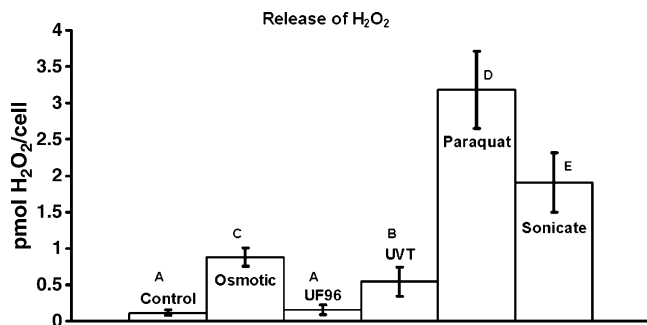 Release of H₂O₂
pmol H₂O₂/cell
4
3.5
3
2.5
2
1.5
1
0.5
0
A
Control
C
Osmotic
A
UF96
B
UVT
D
Paraquat
E
Sonicate